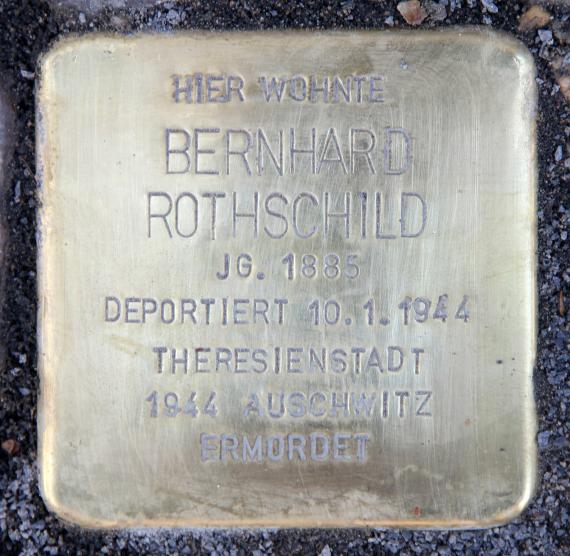 HIER WOHNTE
BERNHARD
ROTHSCHILD
JG. 1885
DEPORTIERT 10.1.1944
THERESIENSTADT
1944 AUSCHWITZ
ERMORDET